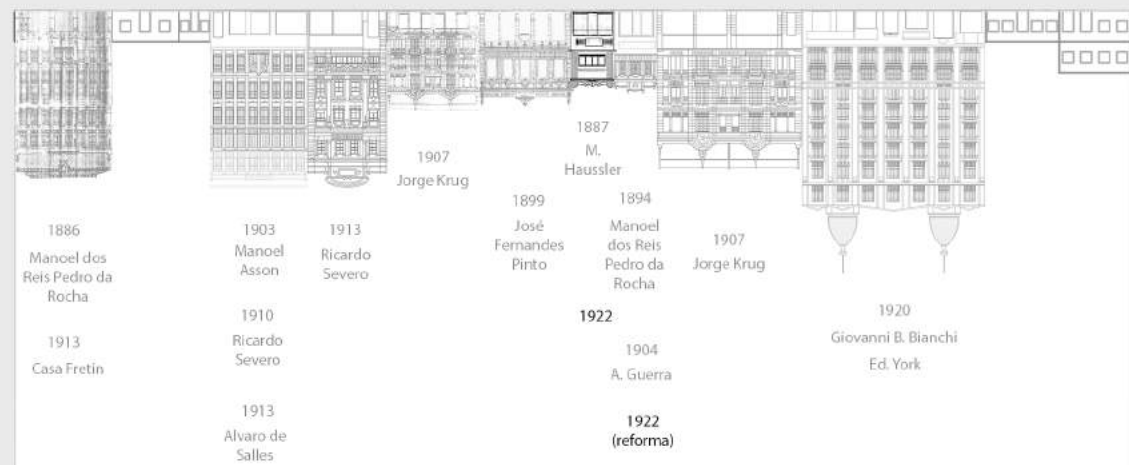 1886
Manoel dos
Reis Pedro da
Rocha
1913
Casa Fretin
1903
Manoel
Asson
1910
Ricardo
Severo
1913
Alvaro de
Salles
1913
Ricardo
Severo
1907
Jorge Krug
1899
José
Fernandes
Pinto
1887
M.
Haussler
1922
1894
Manoel
dos Reis
Pedro da
Rocha
1904
A. Guerra
1922
(reforma)
1907
Jorge Krug
1920
Giovanni B. Bianchi
Ed. York